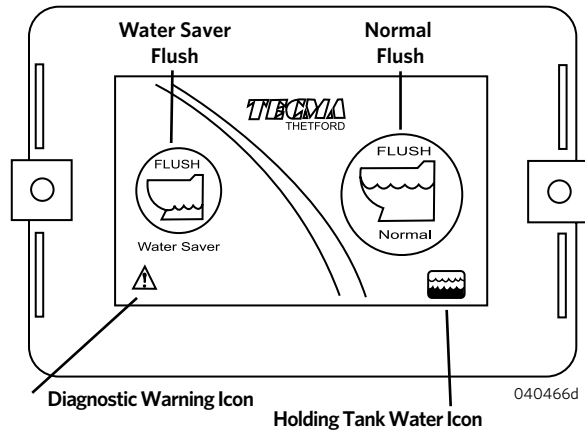 Water Saver
Flush
Normal
Flush
TECMA
THETFORD
FLUSH
Water Saver
FLUSH
Normal
Diagnostic Warning Icon
Holding Tank Water Icon
040466d